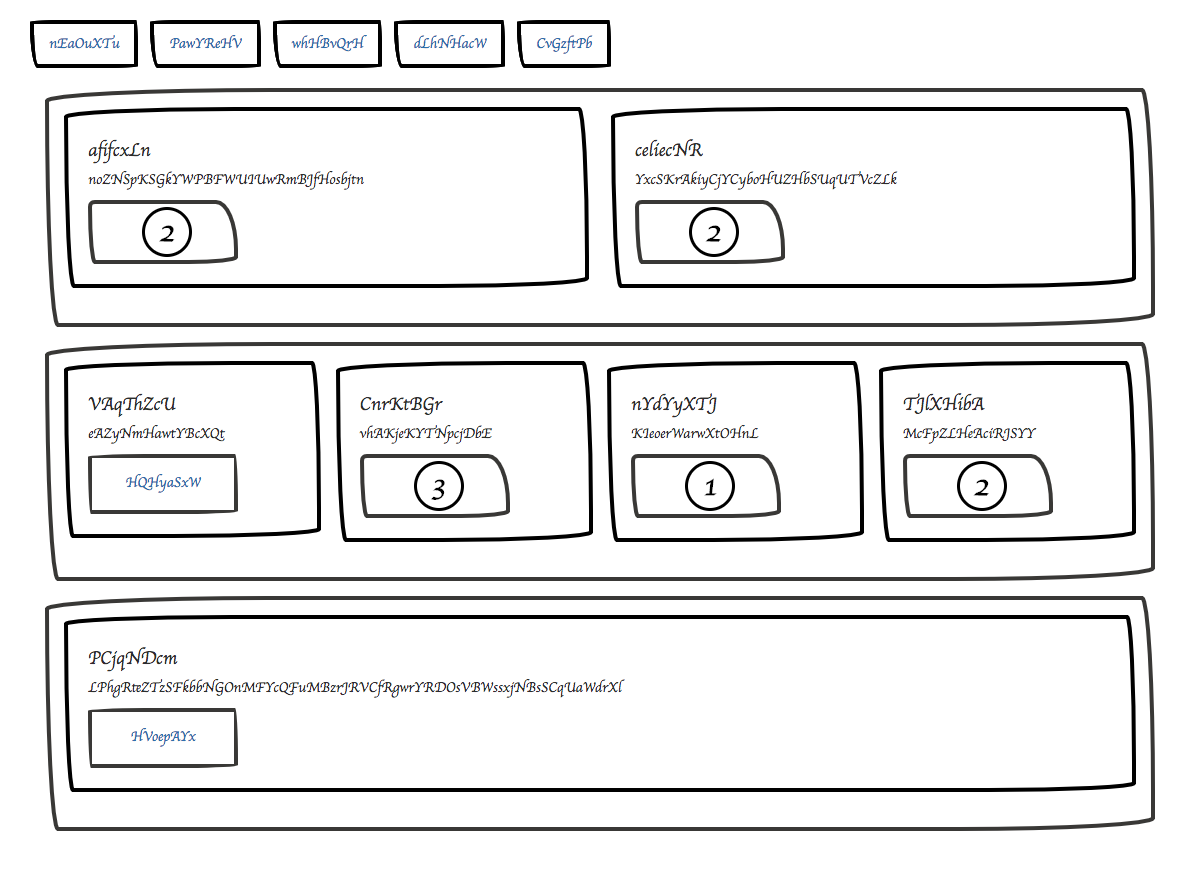 nEaOuXTu PawYReHV whHBvQrH dLhNHacW CvGzftPb
afifcxLn
noZNSpKSGkYWPBFWUIUwRmBJfHosbjtn
2
celiecNR
YxcSKrAkiyCjYCyboHUZHbSUqUTVcZLk
2
VAqThZcU
eAZyNmHawtYBcXQt
HQHyaSxW
CnrKtBGr
vhAKjeKYTNpcjDbE
3
nYdYyXTJ
KIeoerWarwXtOHnL
1
TJlXHibA
McFpZLHeAciRJSYY
2
PCjqNDcm
LPhgRteZTzSFkbbNGOnMFYcQFuMBzrJRVCfRgwrYRDOsVBWssxjNBsSCqUaWdrXl
HVoepAYx